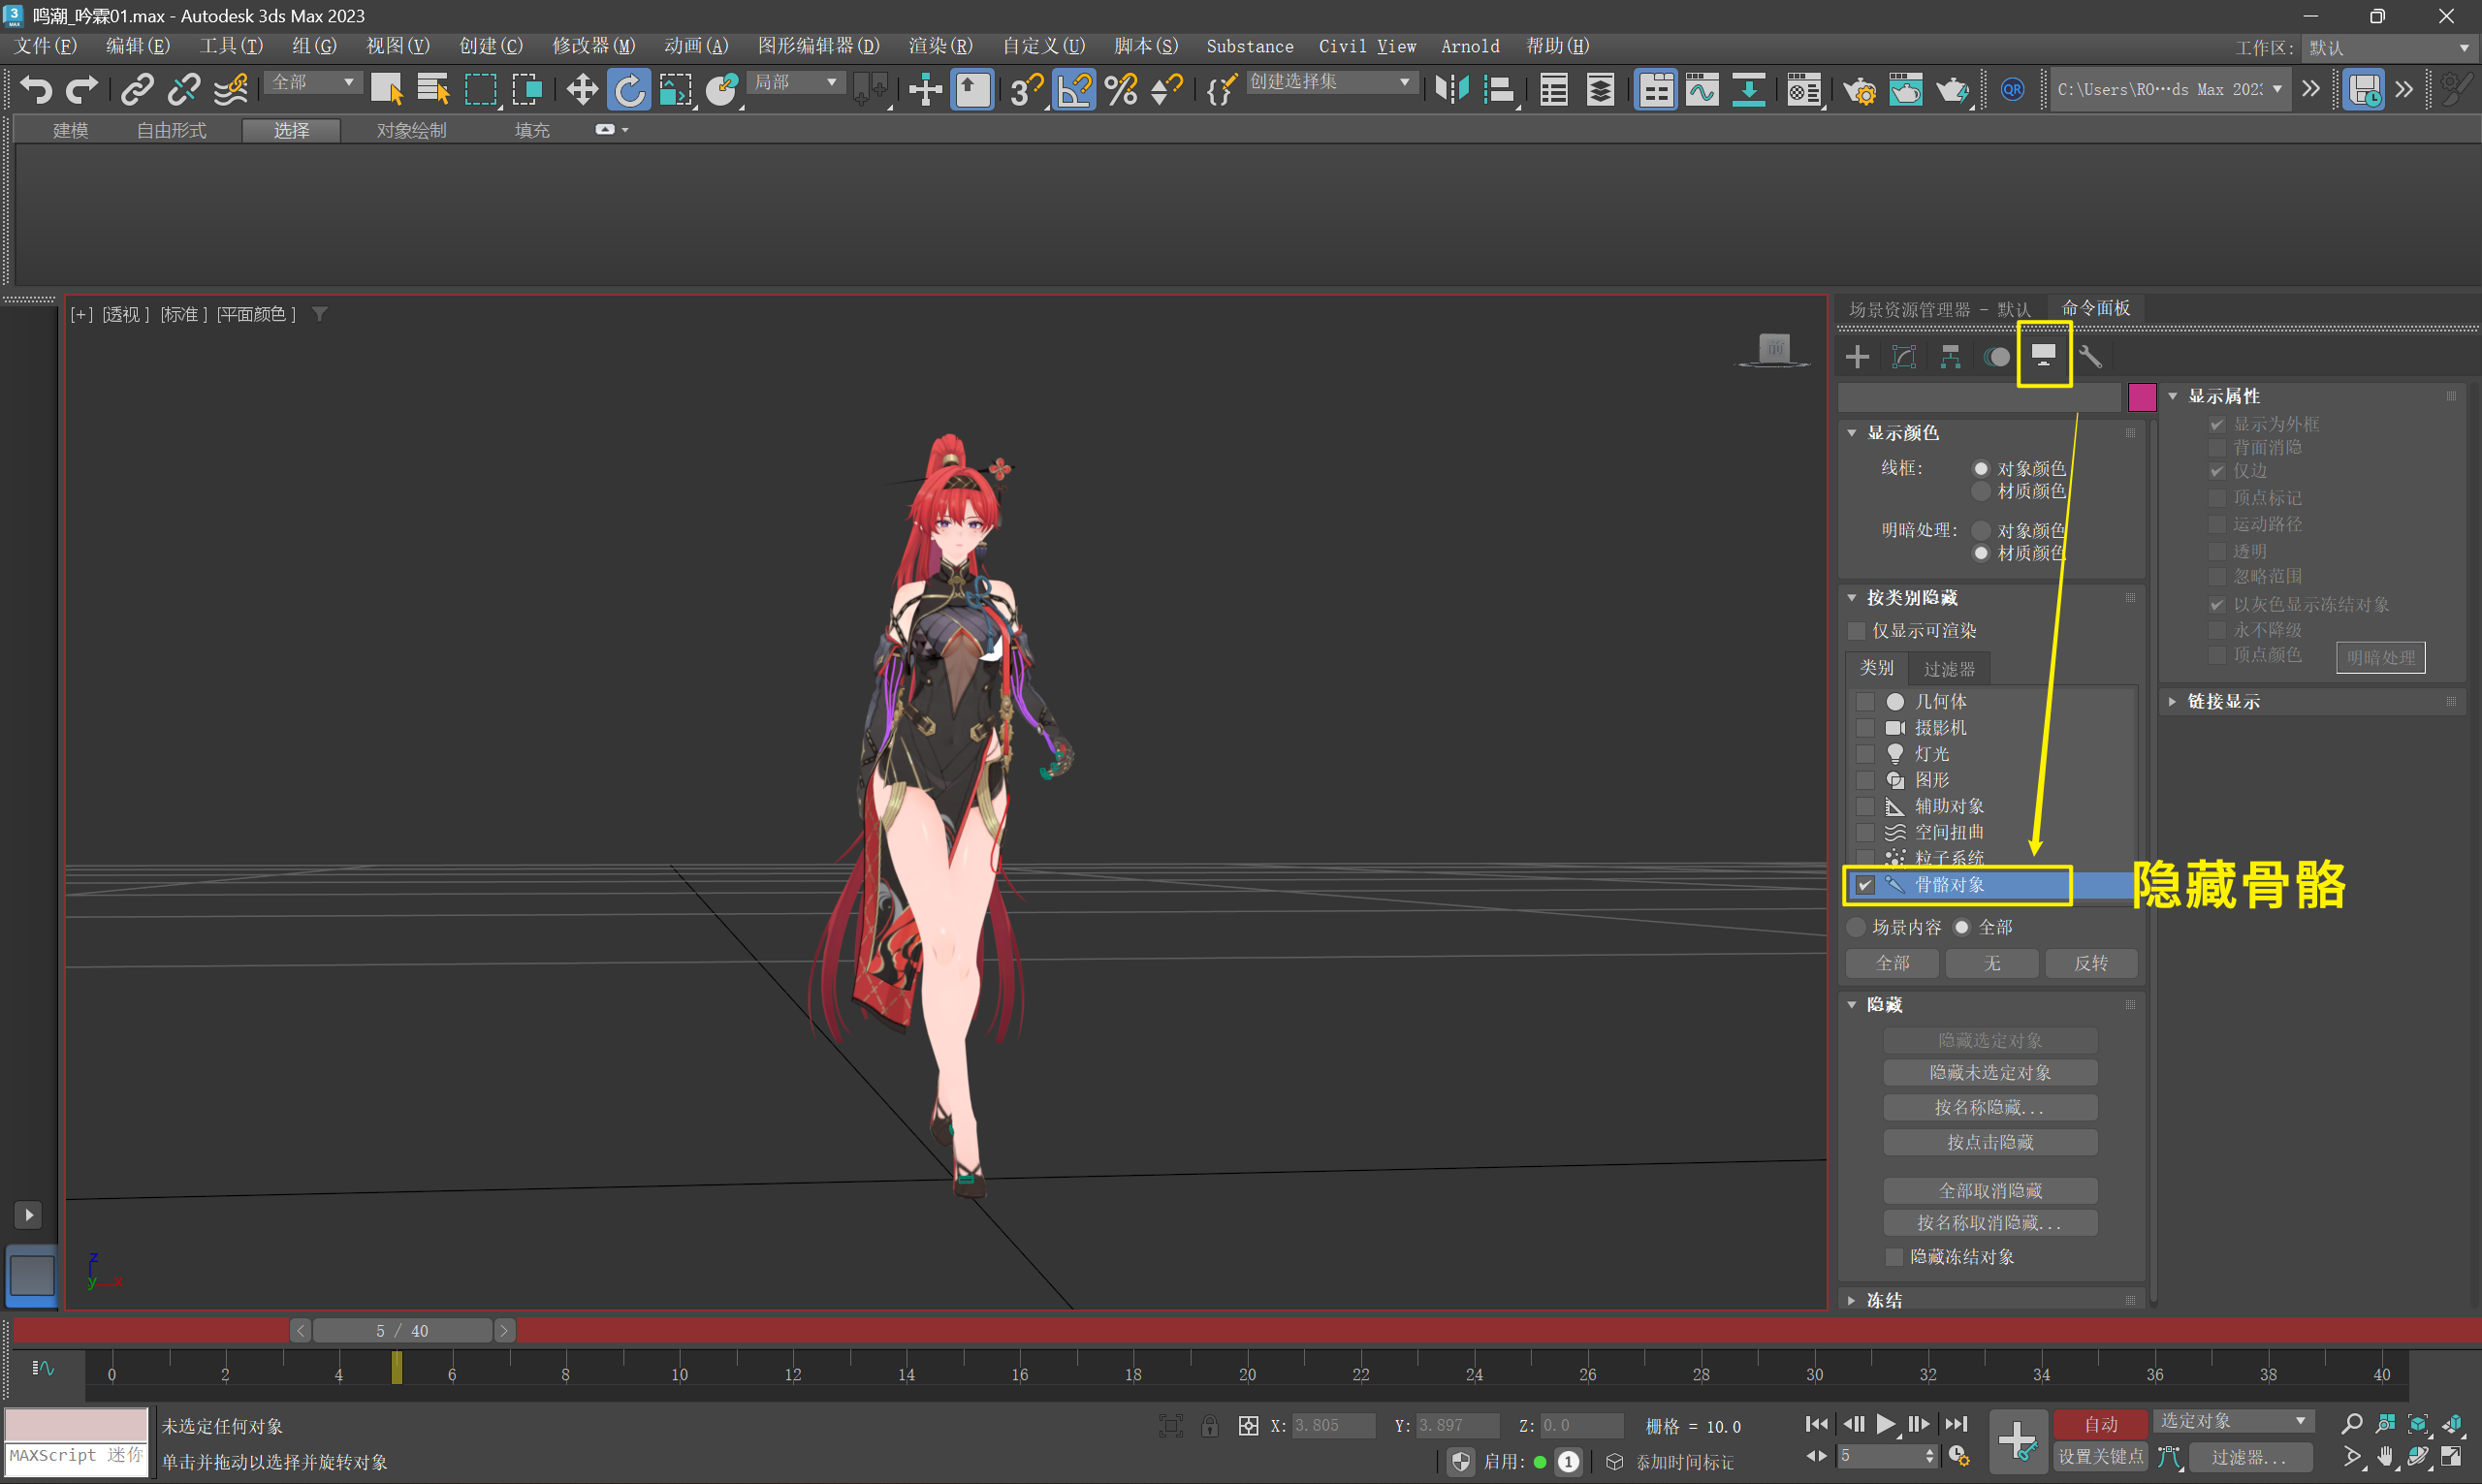 鸣潮_吟霖01.max - Autodesk 3ds Max 2023
文件(F) 编辑(E) 工具(T) 组(G) 视图(V) 创建(C) 修改器(M) 动画(A) 图形编辑器(D) 渲染(R) 自定义(U) 脚本(S) Substance Civil View Arnold 帮助(H)
工作区: 默认
全部 局部 创建选择集 C:\Users\RO…ds Max 202
建模 自由形式 选择 对象绘制 填充
[+] [透视 ] [标准 ] [平面颜色 ]
前
场景资源管理器 - 默认 命令面板
显示颜色
线框: 对象颜色
材质颜色
明暗处理: 对象颜色
材质颜色
按类别隐藏
仅显示可渲染
类别 过滤器
几何体
摄影机
灯光
图形
辅助对象
空间扭曲
粒子系统
骨骼对象
隐藏骨骼
场景内容 全部
全部 无 反转
隐藏
隐藏选定对象
隐藏未选定对象
按名称隐藏...
按点击隐藏
全部取消隐藏
按名称取消隐藏...
隐藏冻结对象
冻结
显示属性
显示为外框
背面消隐
仅边
顶点标记
运动路径
透明
忽略范围
以灰色显示冻结对象
永不降级
顶点颜色 明暗处理
链接显示
z
y x
5 / 40
0 2 4 6 8 10 12 14 16 18 20 22 24 26 28 30 32 34 36 38 40
未选定任何对象
MAXScript 迷你
单击并拖动以选择并旋转对象
X: 3.805 Y: 3.897 Z: 0.0 栅格 = 10.0
启用: 1 添加时间标记
5
自动 选定对象
设置关键点 过滤器...